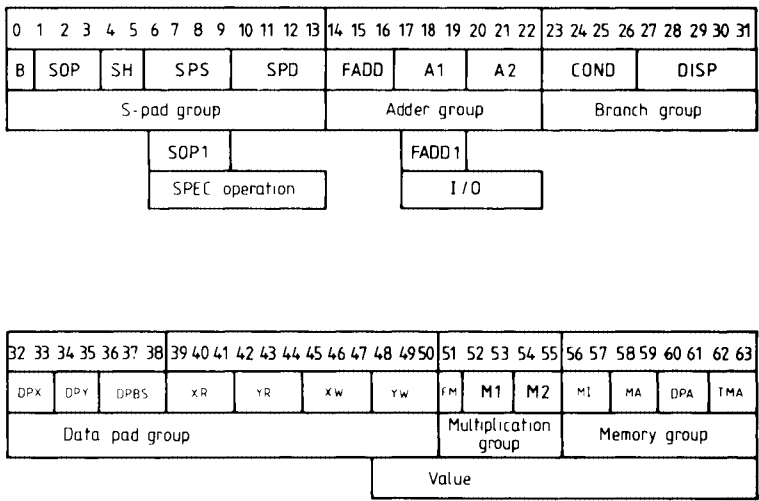 0 1 2 3 4 5 6 7 8 9 10 11 12 13 14 15 16 17 18 19 20 21 22 23 24 25 26 27 28 29 30 31
B SOP SH SPS SPD FADD A1 A2 COND DISP
S-pad group Adder group Branch group
SOP1 FADD1
SPEC operation I/O
32 33 34 35 36 37 38 39 40 41 42 43 44 45 46 47 48 49 50 51 52 53 54 55 56 57 58 59 60 61 62 63
DPX DPY DPBS XR YR XW YW FM M1 M2 MI MA DPA TMA
Data pad group Multiplication group Memory group
Value